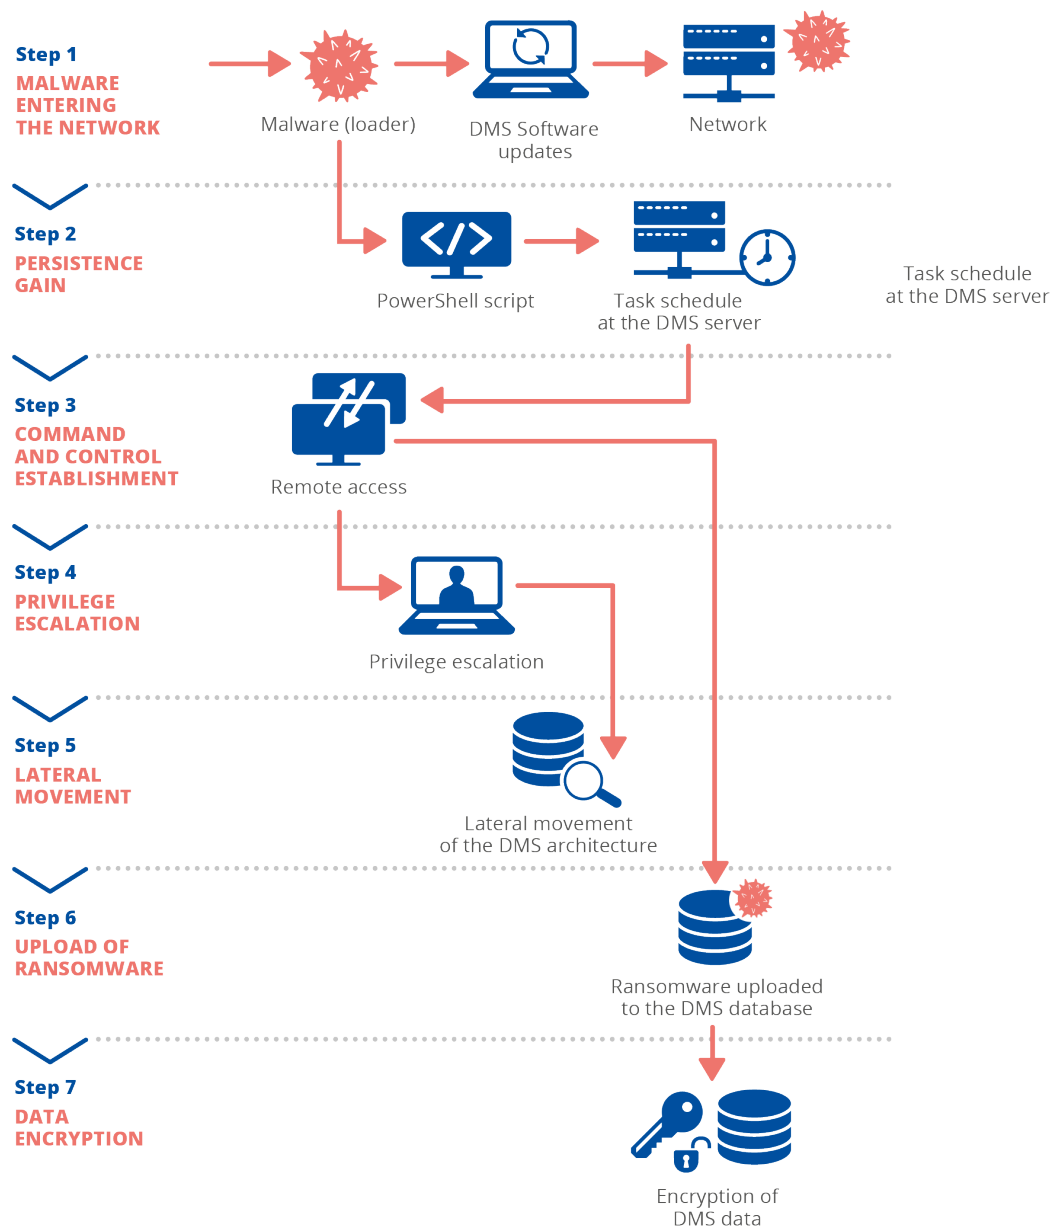 Step 1
MALWARE
ENTERING
THE NETWORK
Malware (loader)
DMS Software
updates
Network
Step 2
PERSISTENCE
GAIN
PowerShell script
Task schedule
at the DMS server
Task schedule
at the DMS server
Step 3
COMMAND
AND CONTROL
ESTABLISHMENT
Remote access
Step 4
PRIVILEGE
ESCALATION
Privilege escalation
Step 5
LATERAL
MOVEMENT
Lateral movement
of the DMS architecture
Step 6
UPLOAD OF
RANSOMWARE
Ransomware uploaded
to the DMS database
Step 7
DATA
ENCRYPTION
Encryption of
DMS data